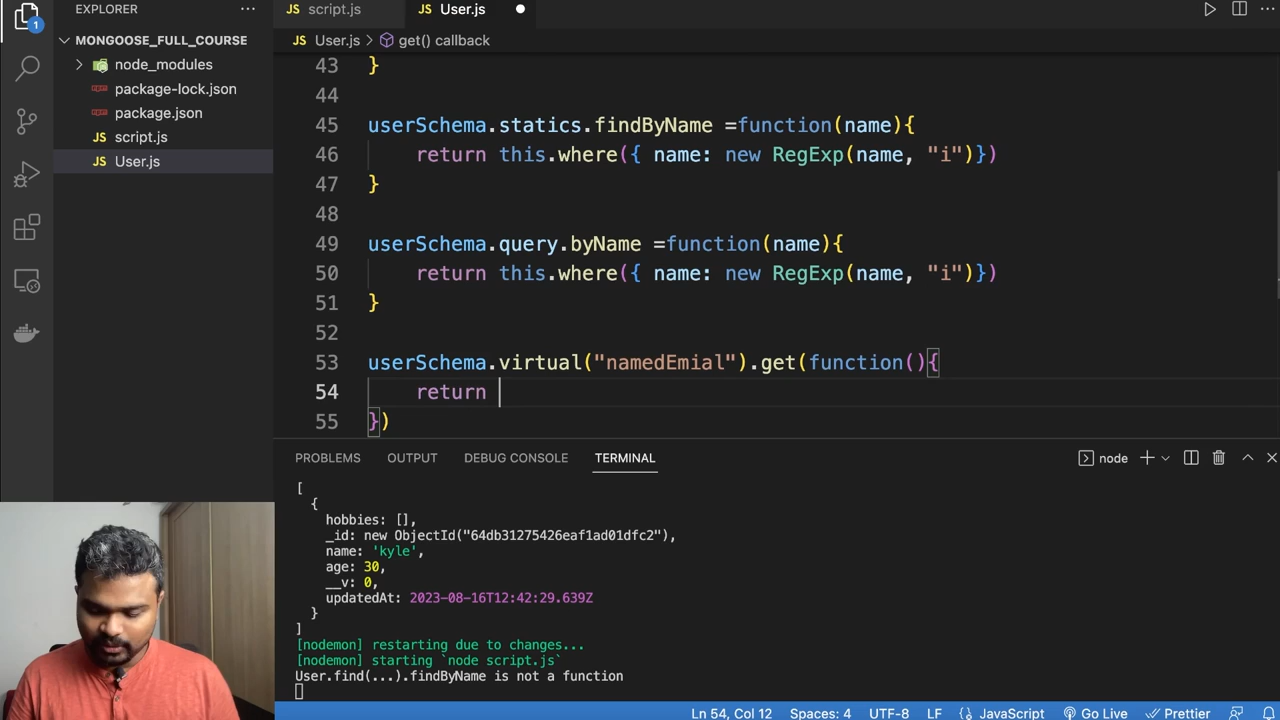 EXPLORER
MONGOOSE_FULL_COURSE
node_modules
package-lock.json
package.json
JS script.js
JS User.js
1
JS script.js
JS User.js
JS User.js > get() callback
43 }
44
45 userSchema.statics.findByName =function(name){
46 return this.where({ name: new RegExp(name, "i")})
47 }
48
49 userSchema.query.byName =function(name){
50 return this.where({ name: new RegExp(name, "i")})
51 }
52
53 userSchema.virtual("namedEmial").get(function(){
54 return
55 })
PROBLEMS OUTPUT DEBUG CONSOLE TERMINAL
node
[
{
hobbies: [],
_id: new ObjectId("64db31275426eaf1ad01dfc2"),
name: 'kyle',
age: 30,
__v: 0,
updatedAt: 2023-08-16T12:42:29.639Z
}
]
[nodemon] restarting due to changes...
[nodemon] starting `node script.js`
User.find(...).findByName is not a function
Ln 54, Col 12 Spaces: 4 UTF-8 LF {} JavaScript Go Live Prettier